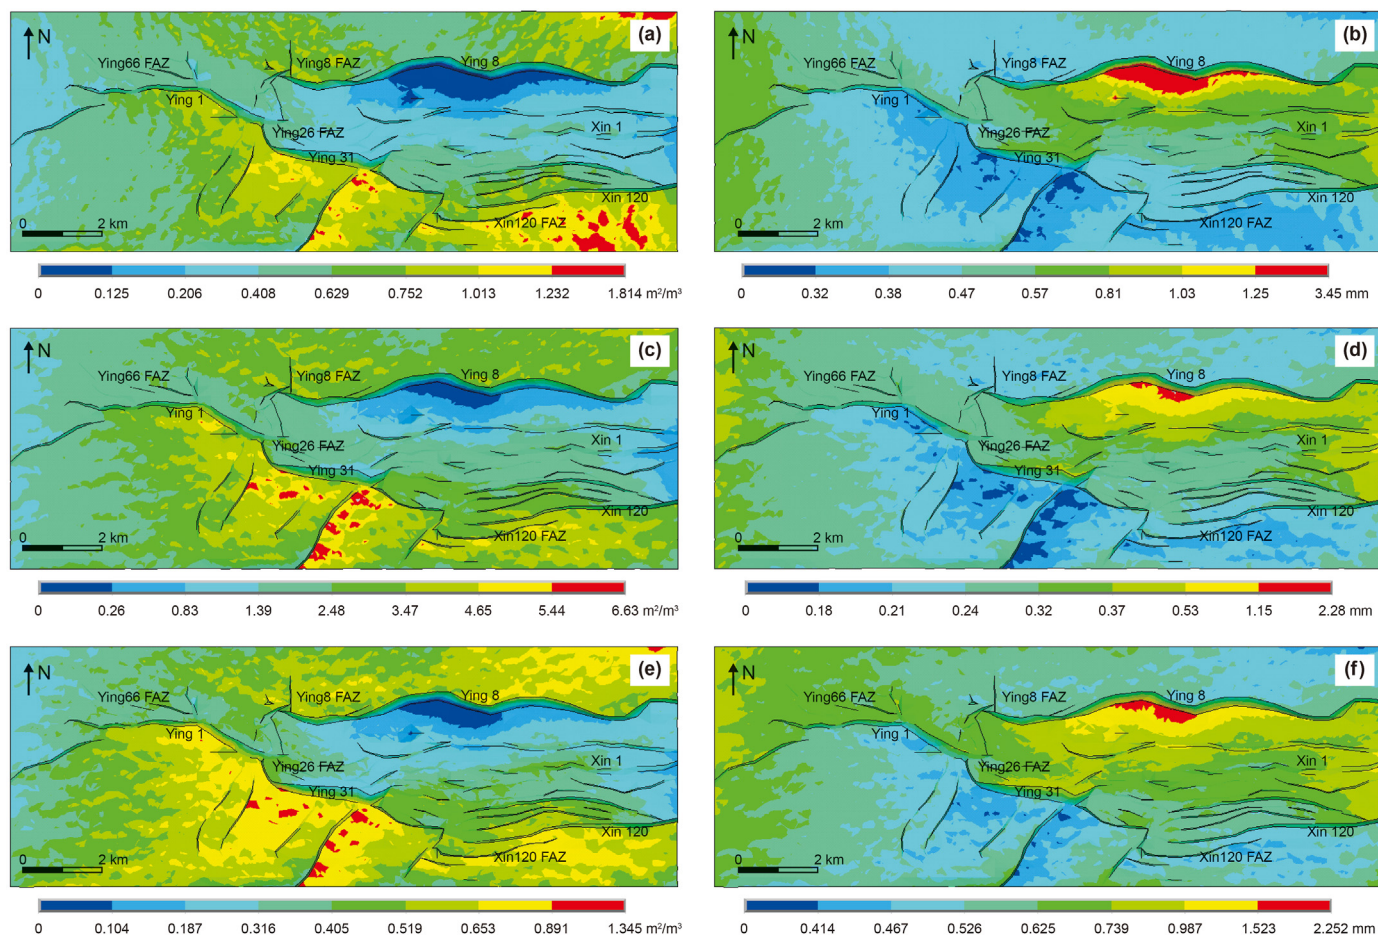 (a)
N
Ying66 FAZ
Ying8 FAZ
Ying 8
Ying 1
Ying26 FAZ
Xin 1
Ying 31
Xin 120
Xin120 FAZ
0 2 km
0 0.125 0.206 0.408 0.629 0.752 1.013 1.232 1.814 m²/m³
(b)
N
Ying66 FAZ
Ying8 FAZ
Ying 8
Ying 1
Ying26 FAZ
Xin 1
Ying 31
Xin 120
Xin120 FAZ
0 2 km
0 0.32 0.38 0.47 0.57 0.81 1.03 1.25 3.45 mm
(c)
N
Ying66 FAZ
Ying8 FAZ
Ying 8
Ying 1
Ying26 FAZ
Xin 1
Ying 31
Xin 120
Xin120 FAZ
0 2 km
0 0.26 0.83 1.39 2.48 3.47 4.65 5.44 6.63 m²/m³
(d)
N
Ying66 FAZ
Ying8 FAZ
Ying 8
Ying 1
Ying26 FAZ
Xin 1
Ying 31
Xin 120
Xin120 FAZ
0 2 km
0 0.18 0.21 0.24 0.32 0.37 0.53 1.15 2.28 mm
(e)
N
Ying66 FAZ
Ying8 FAZ
Ying 8
Ying 1
Ying26 FAZ
Xin 1
Ying 31
Xin 120
Xin120 FAZ
0 2 km
0 0.104 0.187 0.316 0.405 0.519 0.653 0.891 1.345 m²/m³
(f)
N
Ying66 FAZ
Ying8 FAZ
Ying 8
Ying 1
Ying26 FAZ
Xin 1
Ying 31
Xin 120
Xin120 FAZ
0 2 km
0 0.414 0.467 0.526 0.625 0.739 0.987 1.523 2.252 mm